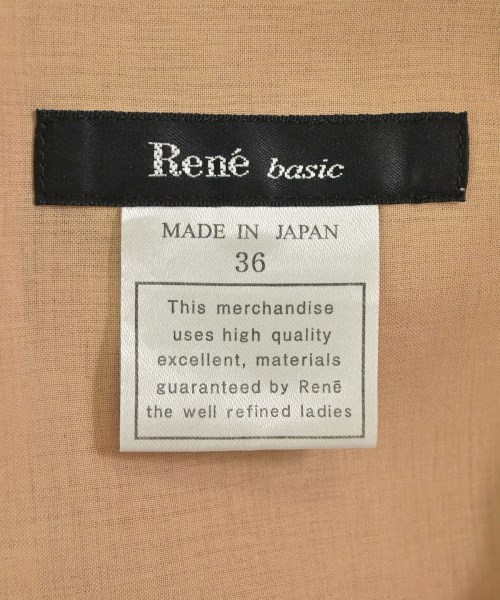 René basic
MADE IN JAPAN
36
This merchandise
uses high quality
excellent, materials
guaranteed by Renē
the well refined ladies